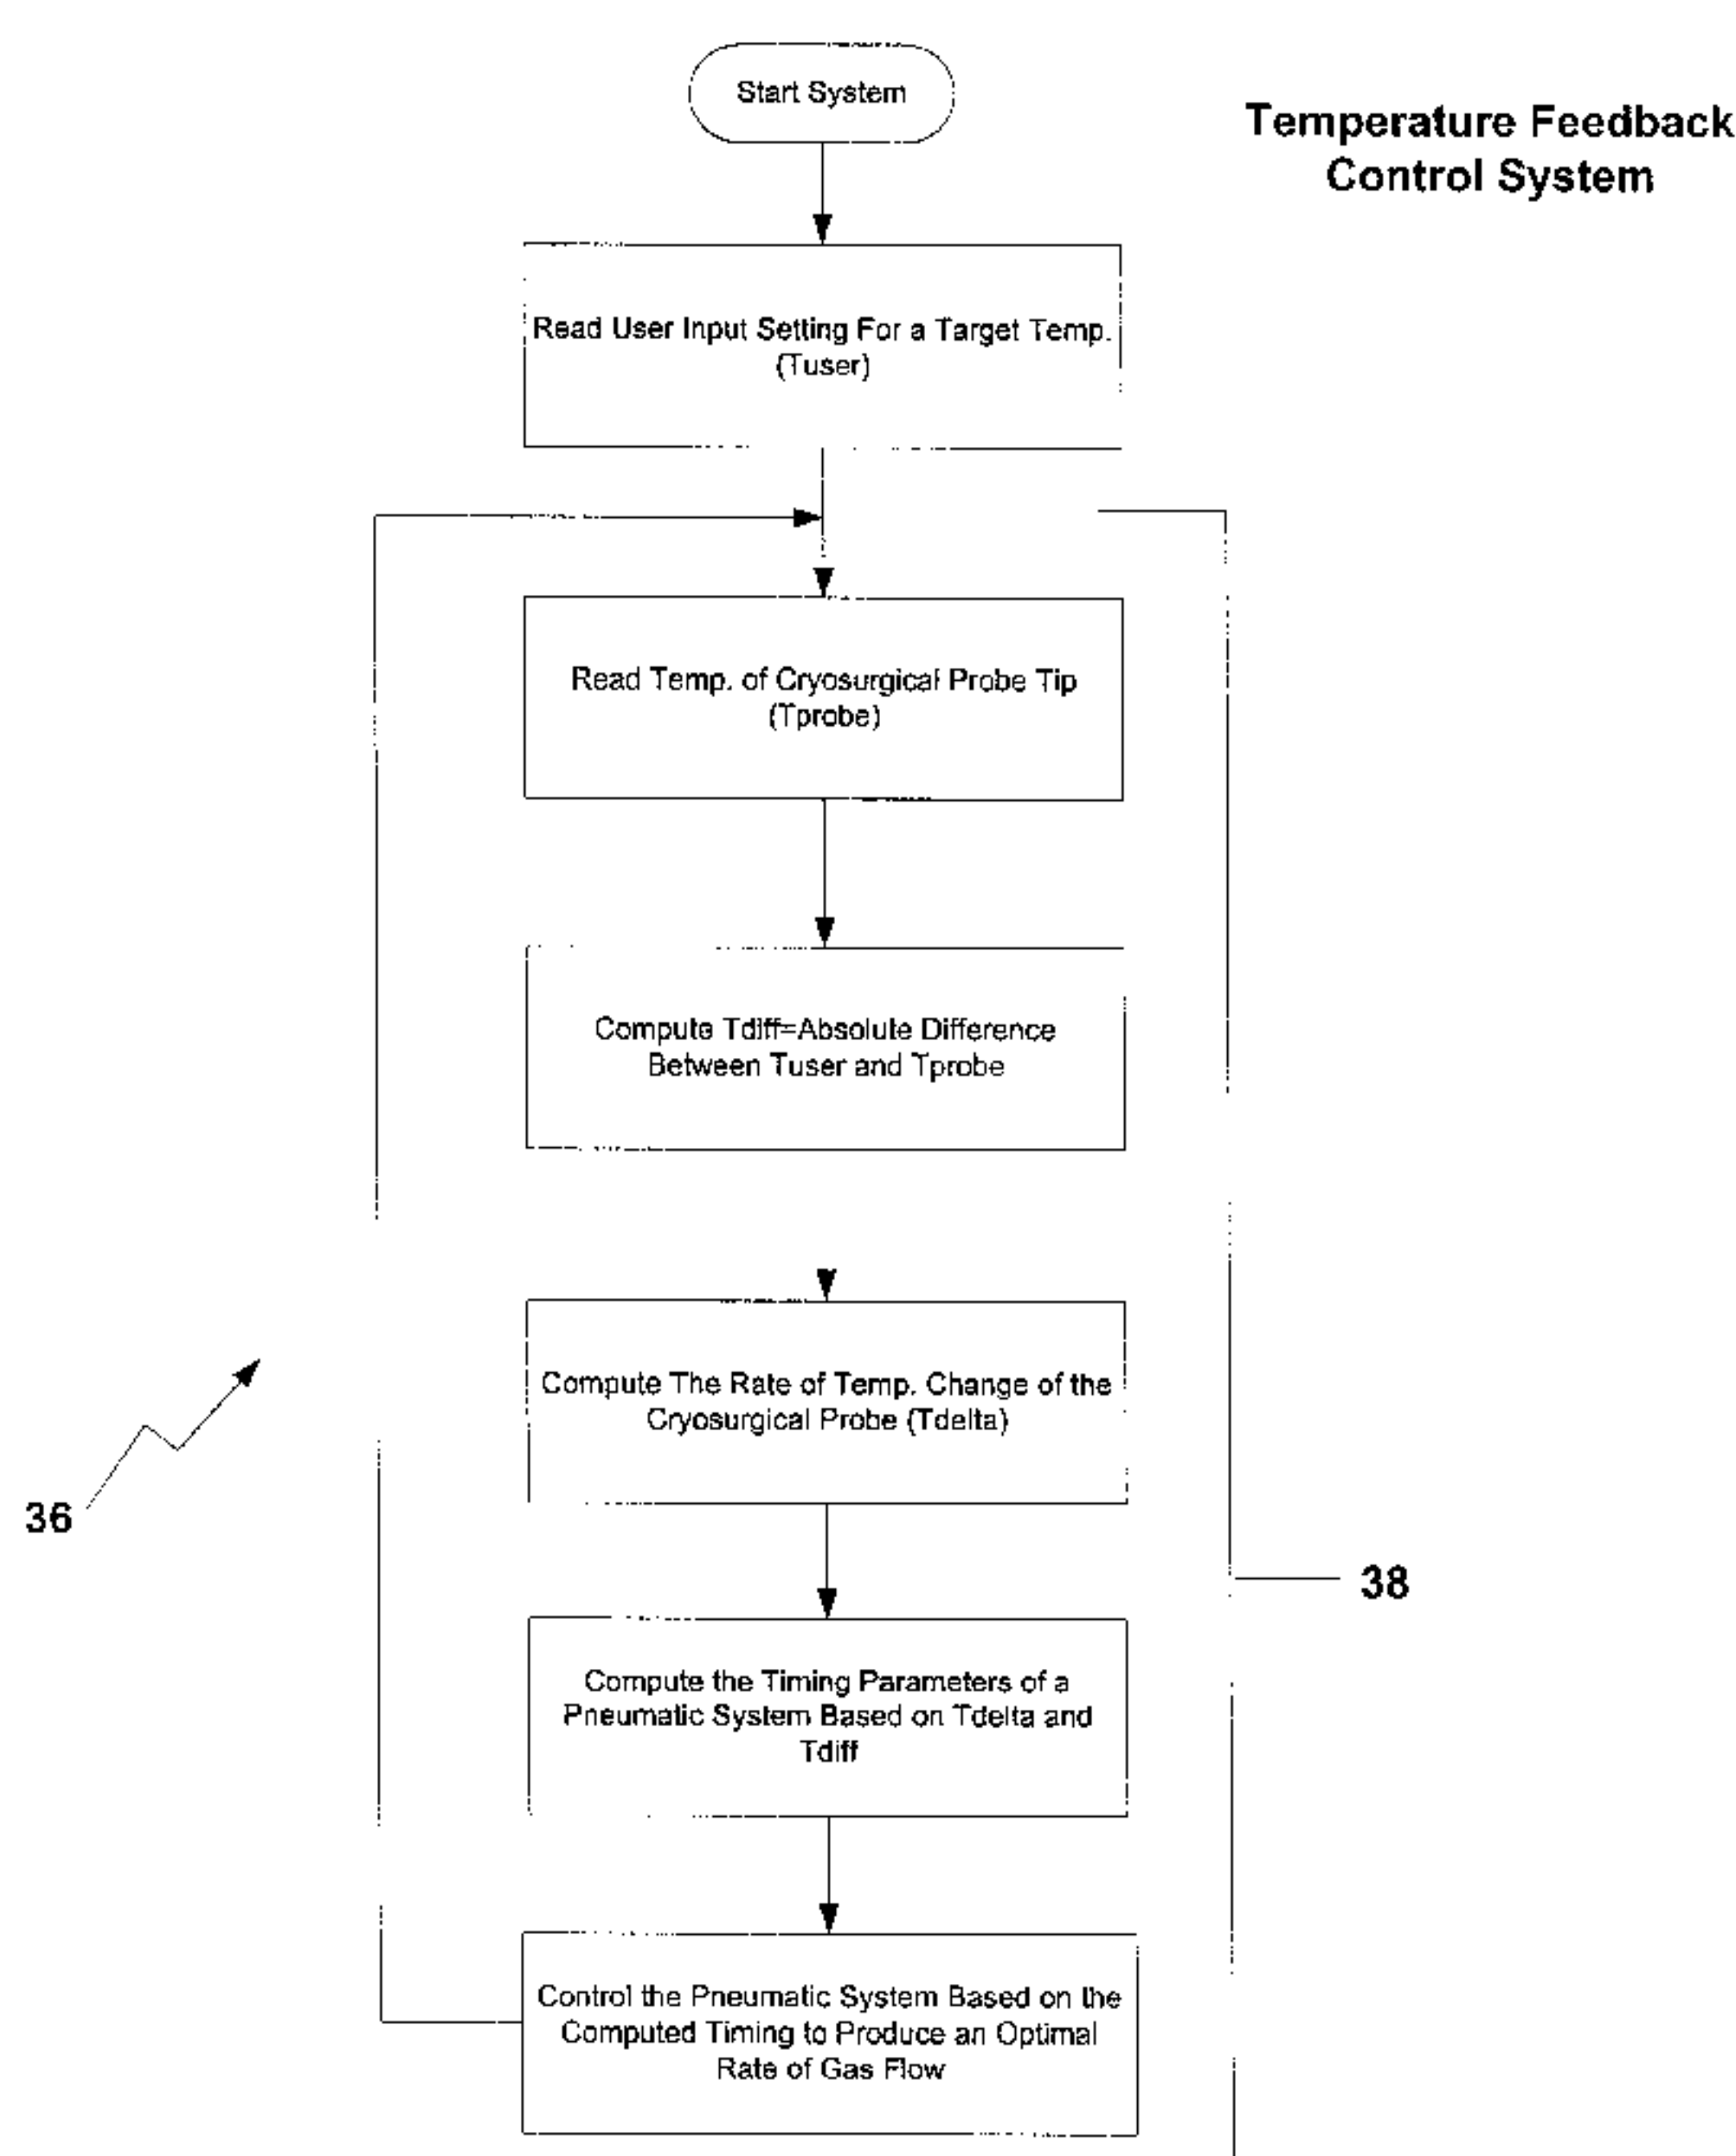 Start System
Temperature Feedback
Control System
Read User Input Setting For a Target Temp.
(Tuser)
Read Temp. of Cryosurgical Probe Tip
(Tprobe)
Compute Tdiff=Absolute Difference
Between Tuser and Tprobe
Compute The Rate of Temp. Change of the
Cryosurgical Probe (Tdelta)
36
38
Compute the Timing Parameters of a
Pneumatic System Based on Tdelta and
Tdiff
Control the Pneumatic System Based on the
Computed Timing to Produce an Optimal
Rate of Gas Flow